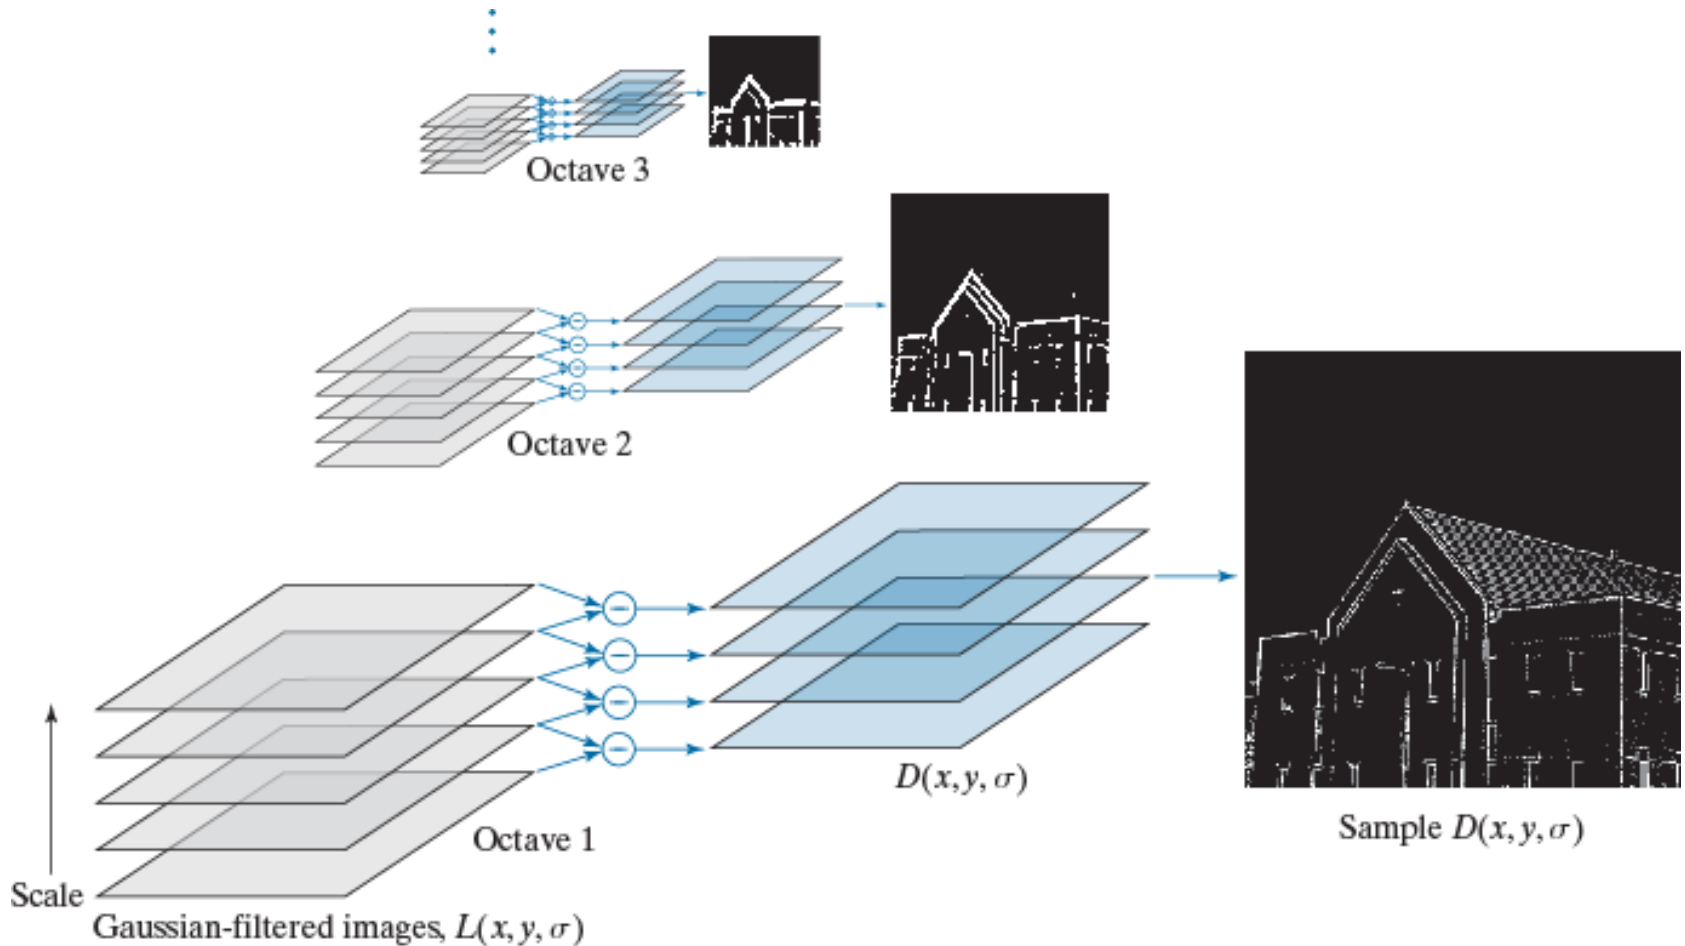 Octave 3
Octave 2
Octave 1
D(x, y, σ)
Sample D(x, y, σ)
Scale
Gaussian-filtered images, L(x, y, σ)